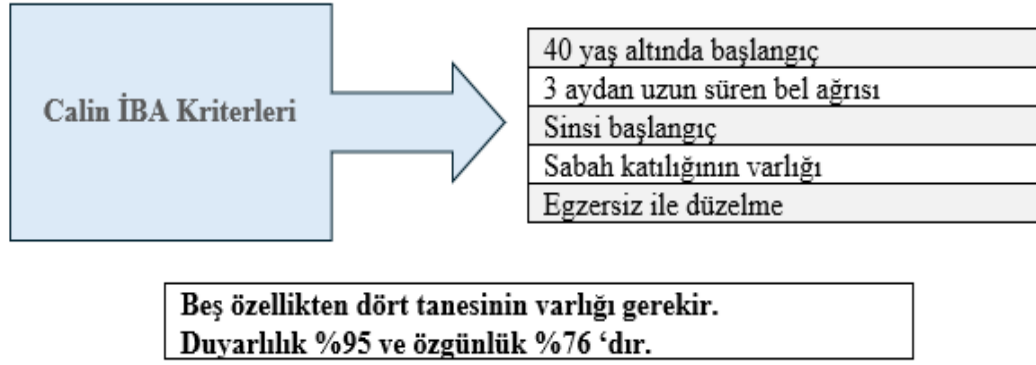 Calin İBA Kriterleri
40 yaş altında başlangıç
3 aydan uzun süren bel ağrısı
Sinsi başlangıç
Sabah katılığının varlığı
Egzersiz ile düzelme
Beş özellikten dört tanesinin varlığı gerekir.
Duyarlılık %95 ve özgünlük %76 ‘dır.